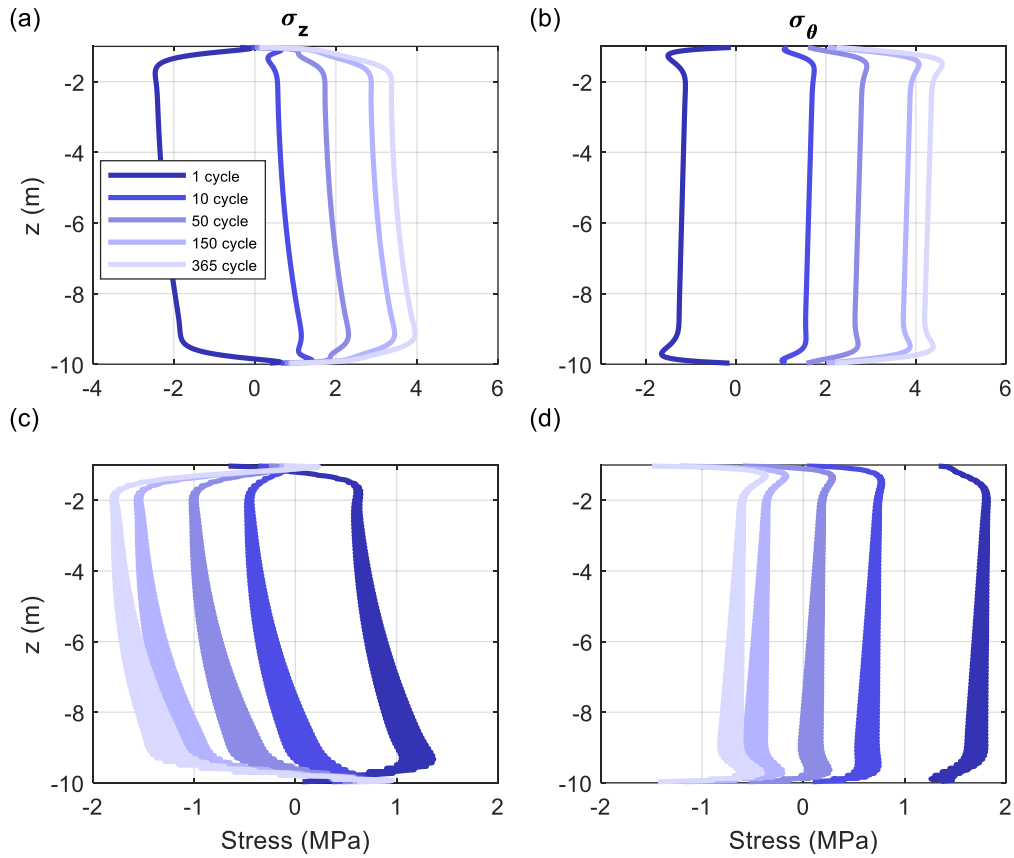 (a) σz (b) σθ
-2 -2
-4 -4
z (m)
1 cycle
10 cycle
50 cycle
150 cycle
365 cycle
-6 -6
-8 -8
-10 -10
-4 -2 0 2 4 6 -4 -2 0 2 4 6
(c) (d)
-2 -2
-4 -4
z (m)
-6 -6
-8 -8
-10 -10
-2 -1 0 1 2 -2 -1 0 1 2
Stress (MPa) Stress (MPa)